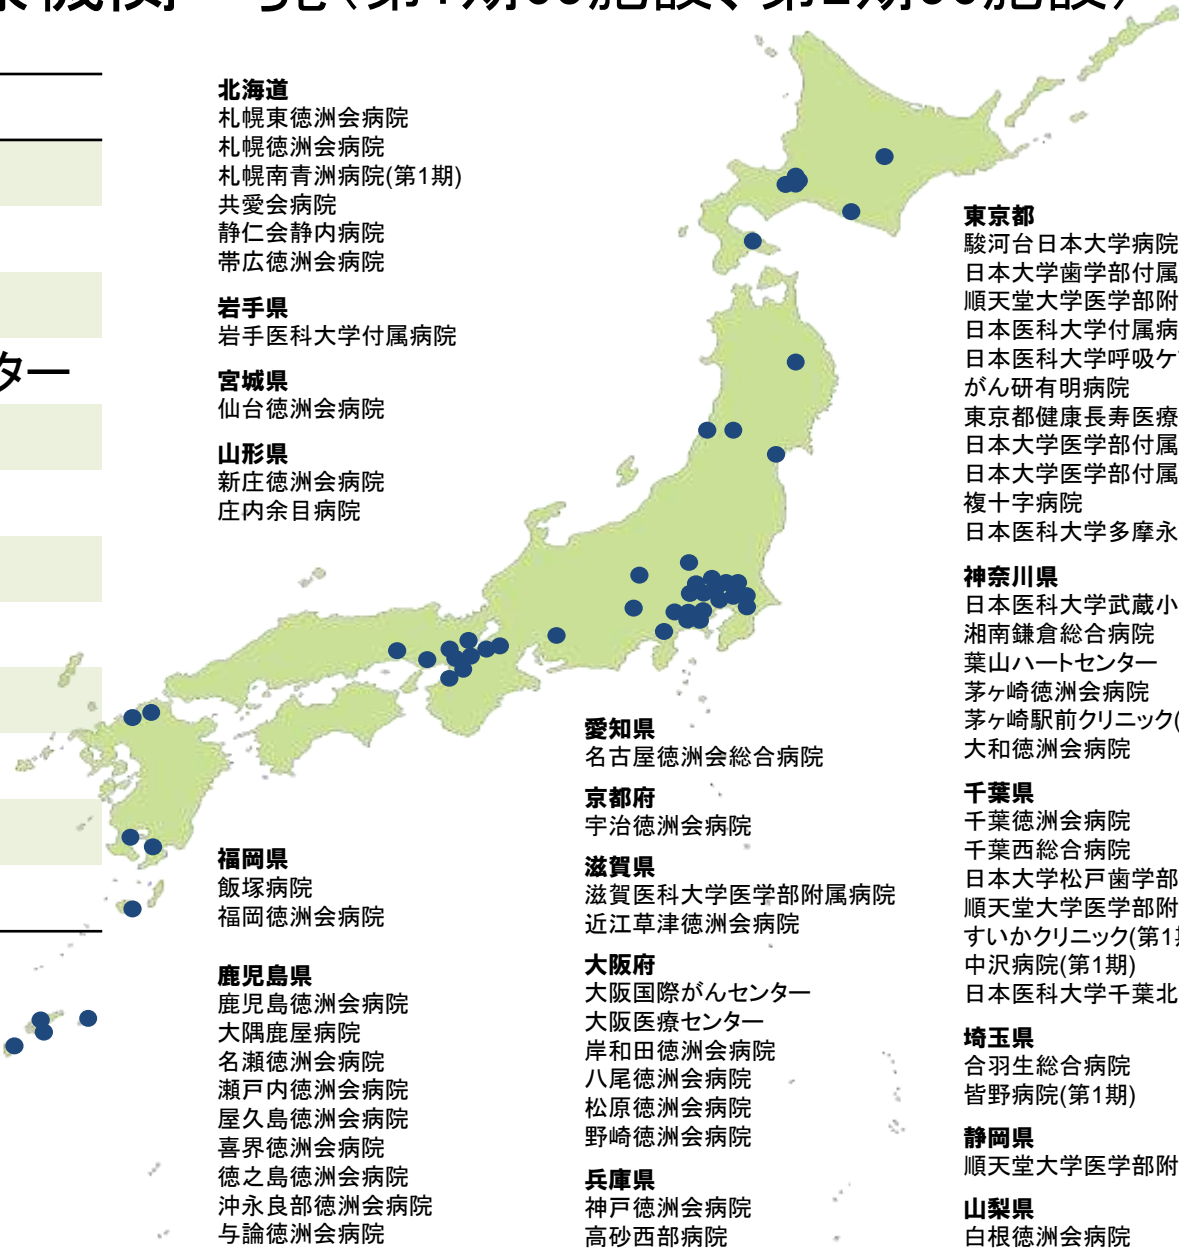 ター
北海道
札幌東徳洲会病院
札幌徳洲会病院
札幌南青洲病院(第1期)
共愛会病院
静仁会静内病院
帯広徳洲会病院
岩手県
岩手医科大学付属病院
宮城県
仙台徳洲会病院
山形県
新庄徳洲会病院
庄内余目病院
福岡県
飯塚病院
福岡徳洲会病院
鹿児島県
鹿児島徳洲会病院
大隅鹿屋病院
名瀬徳洲会病院
瀬戸内徳洲会病院
屋久島徳洲会病院
喜界徳洲会病院
徳之島徳洲会病院
沖永良部徳洲会病院
与論徳洲会病院
愛知県
名古屋徳洲会総合病院
京都府
宇治徳洲会病院
滋賀県
滋賀医科大学医学部附属病院
近江草津徳洲会病院
大阪府
大阪国際がんセンター
大阪医療センター
岸和田徳洲会病院
八尾徳洲会病院
松原徳洲会病院
野崎徳洲会病院
兵庫県
神戸徳洲会病院
高砂西部病院
東京都
駿河台日本大学病院
日本大学歯学部付属
順天堂大学医学部附
日本医科大学付属病
日本医科大学呼吸ケ
がん研有明病院
東京都健康長寿医療
日本大学医学部付属
日本大学医学部付属
複十字病院
日本医科大学多摩永
神奈川県
日本医科大学武蔵小
湘南鎌倉総合病院
葉山ハートセンター
茅ヶ崎徳洲会病院
茅ヶ崎駅前クリニック(
大和徳洲会病院
千葉県
千葉徳洲会病院
千葉西総合病院
日本大学松戸歯学部
順天堂大学医学部附
すいかクリニック(第1期
中沢病院(第1期)
日本医科大学千葉北
埼玉県
合羽生総合病院
皆野病院(第1期)
静岡県
順天堂大学医学部附
山梨県
白根徳洲会病院